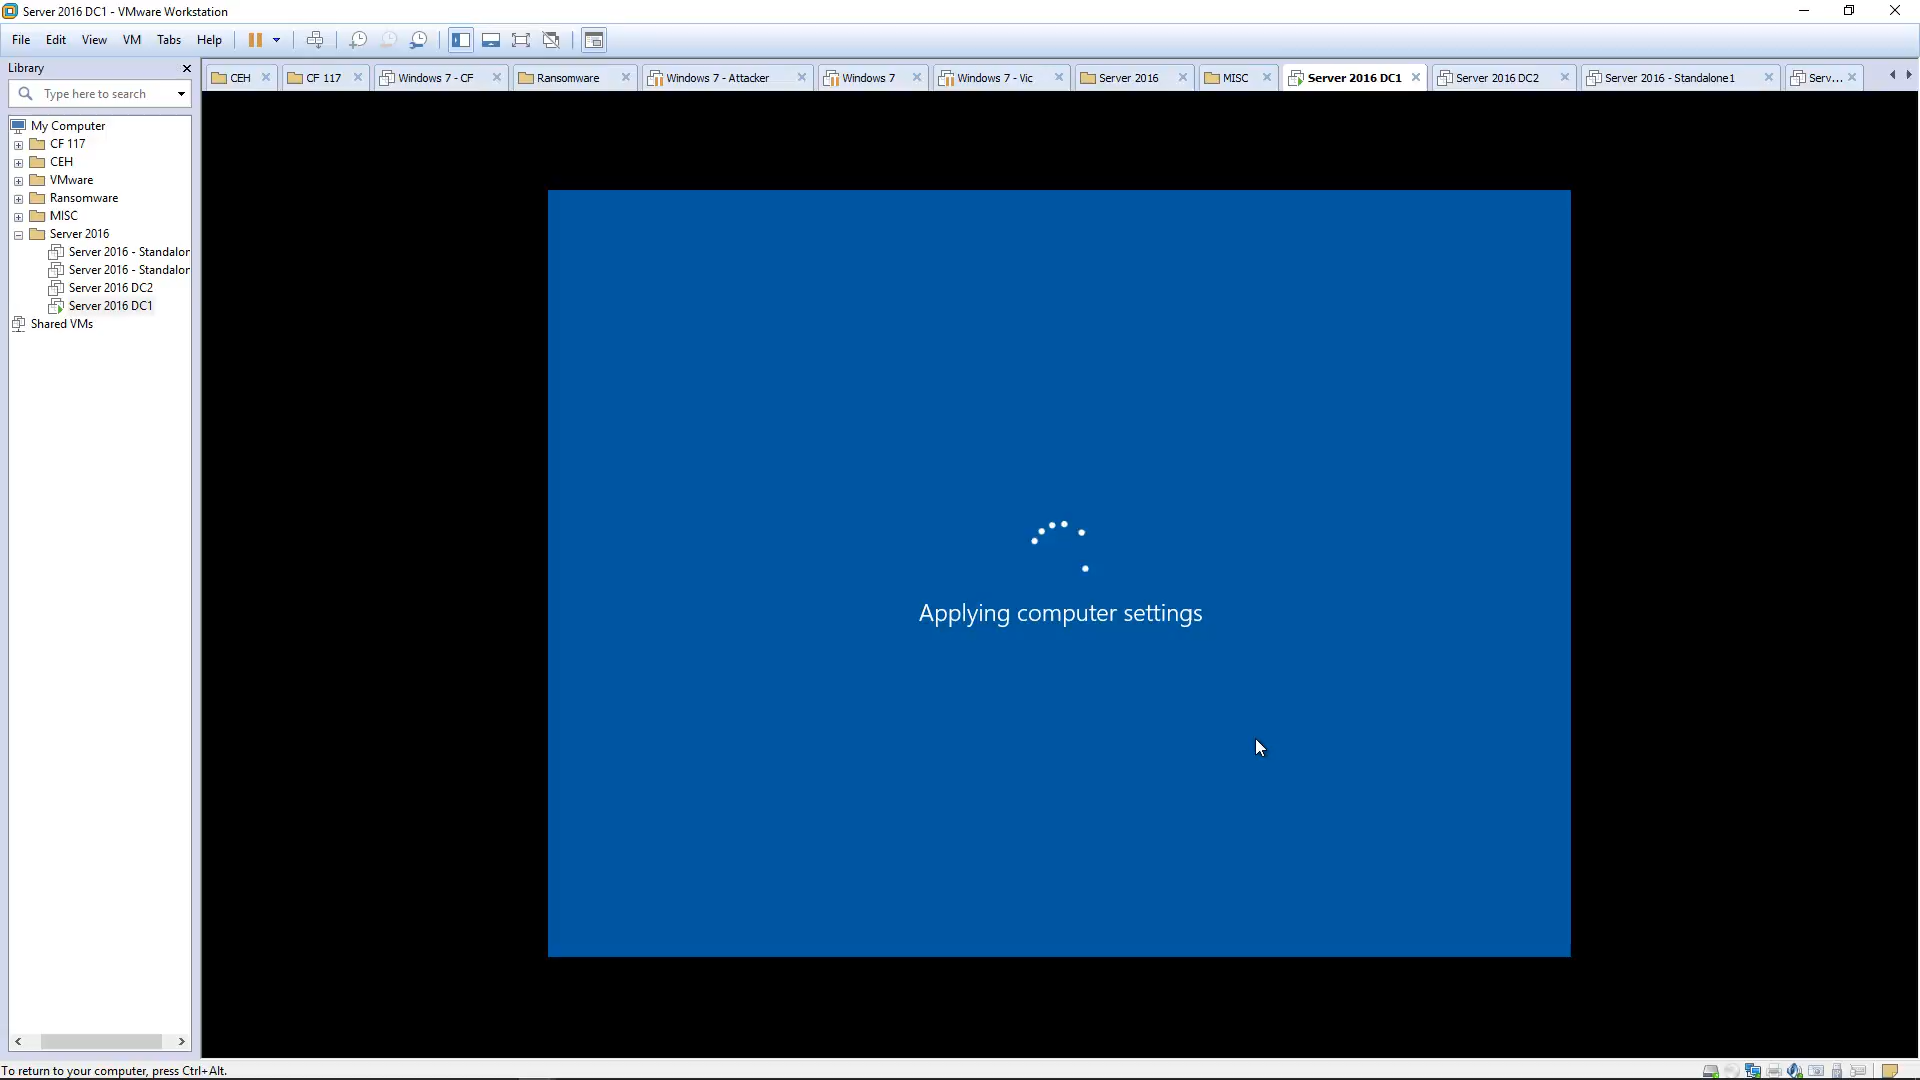 Server 2016 DC1 - VMware Workstation
File Edit View VM Tabs Help
Library
Type here to search
CEH CF 117 Windows 7 - CF Ransomware Windows 7 - Attacker Windows 7 Windows 7 - Vic Server 2016 MISC Server 2016 DC1 Server 2016 DC2 Server 2016 - Standalone1 Serv...
My Computer
CF 117
CEH
VMware
Ransomware
MISC
Server 2016
Server 2016 - Standalor
Server 2016 - Standalor
Server 2016 DC2
Server 2016 DC1
Shared VMs
Applying computer settings
To return to your computer, press Ctrl+Alt.